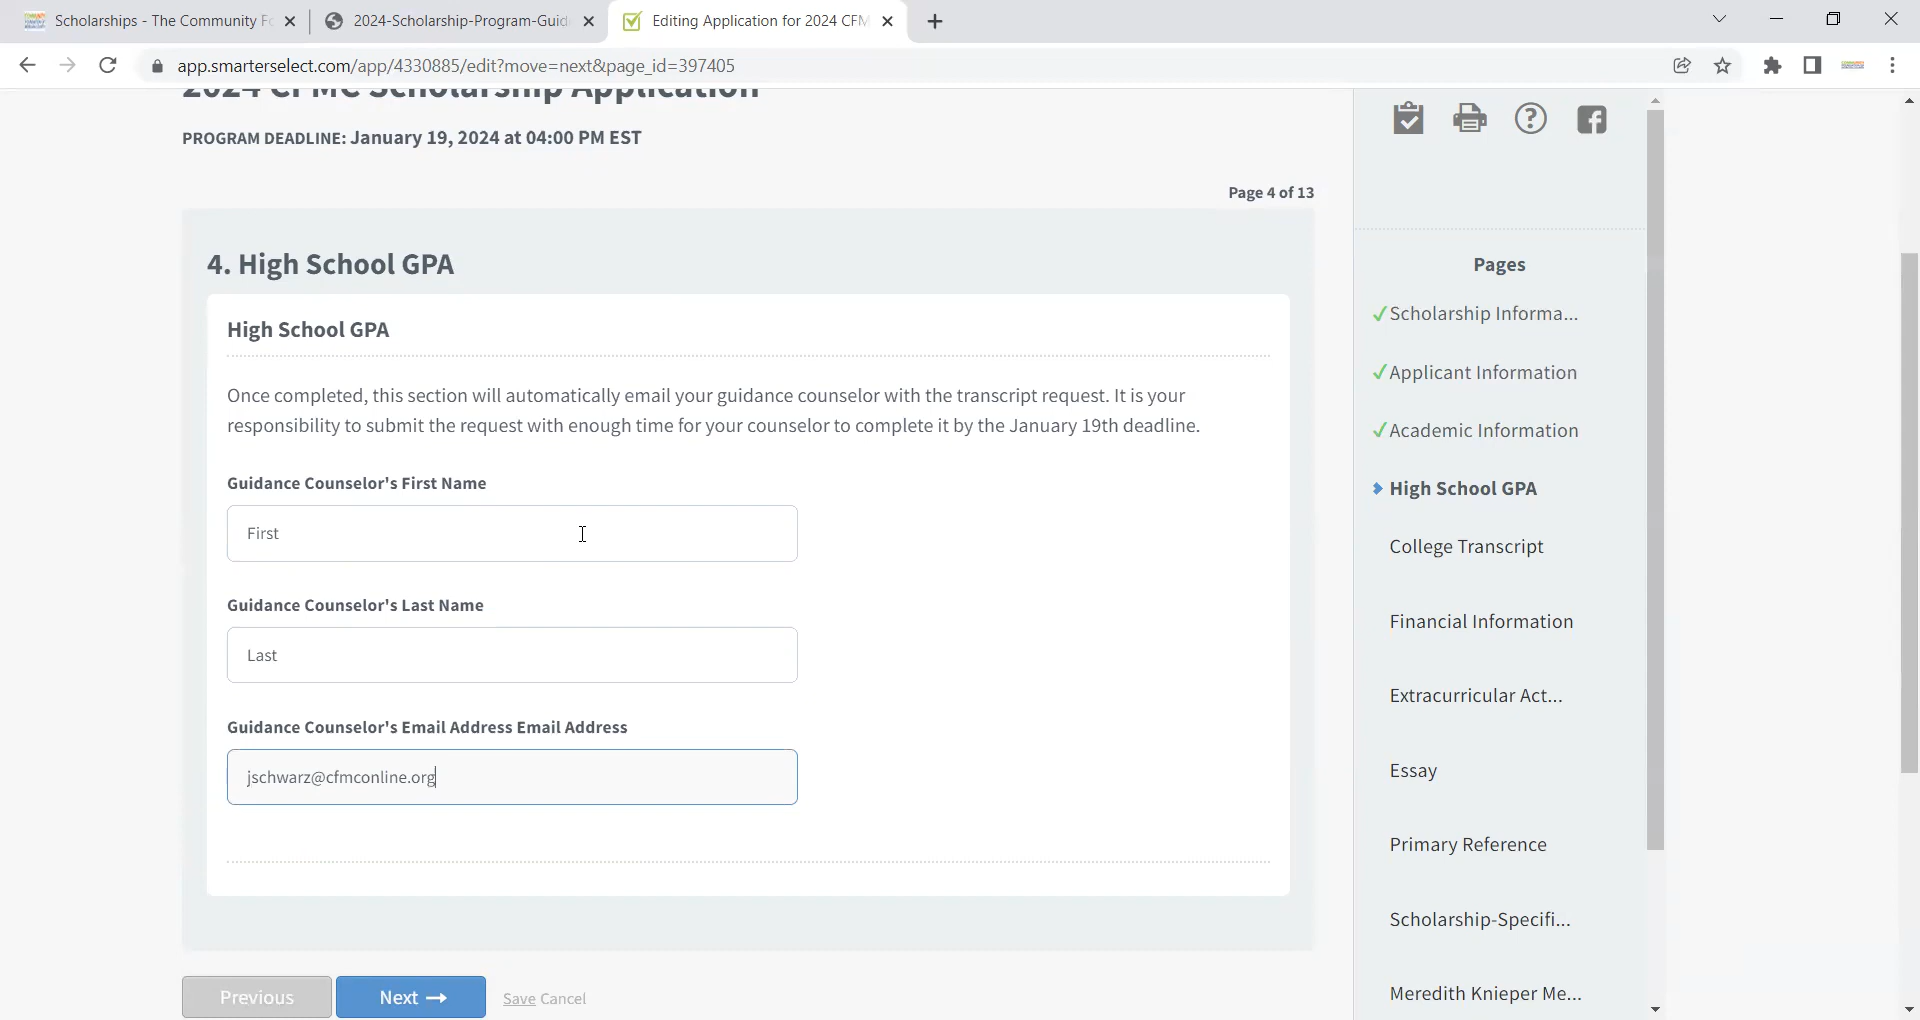 Scholarships - The Community Fo
2024-Scholarship-Program-Guid
Editing Application for 2024 CFM
app.smarterselect.com/app/4330885/edit?move=next&page_id=397405
2024 CFMC Scholarship Application
PROGRAM DEADLINE: January 19, 2024 at 04:00 PM EST
Page 4 of 13
4. High School GPA
High School GPA
Once completed, this section will automatically email your guidance counselor with the transcript request. It is your
responsibility to submit the request with enough time for your counselor to complete it by the January 19th deadline.
Guidance Counselor's First Name
First
Guidance Counselor's Last Name
Last
Guidance Counselor's Email Address Email Address
jschwarz@cfmconline.org
Previous
Next
Save Cancel
Pages
Scholarship Informa...
Applicant Information
Academic Information
High School GPA
College Transcript
Financial Information
Extracurricular Act...
Essay
Primary Reference
Scholarship-Specifi...
Meredith Knieper Me...